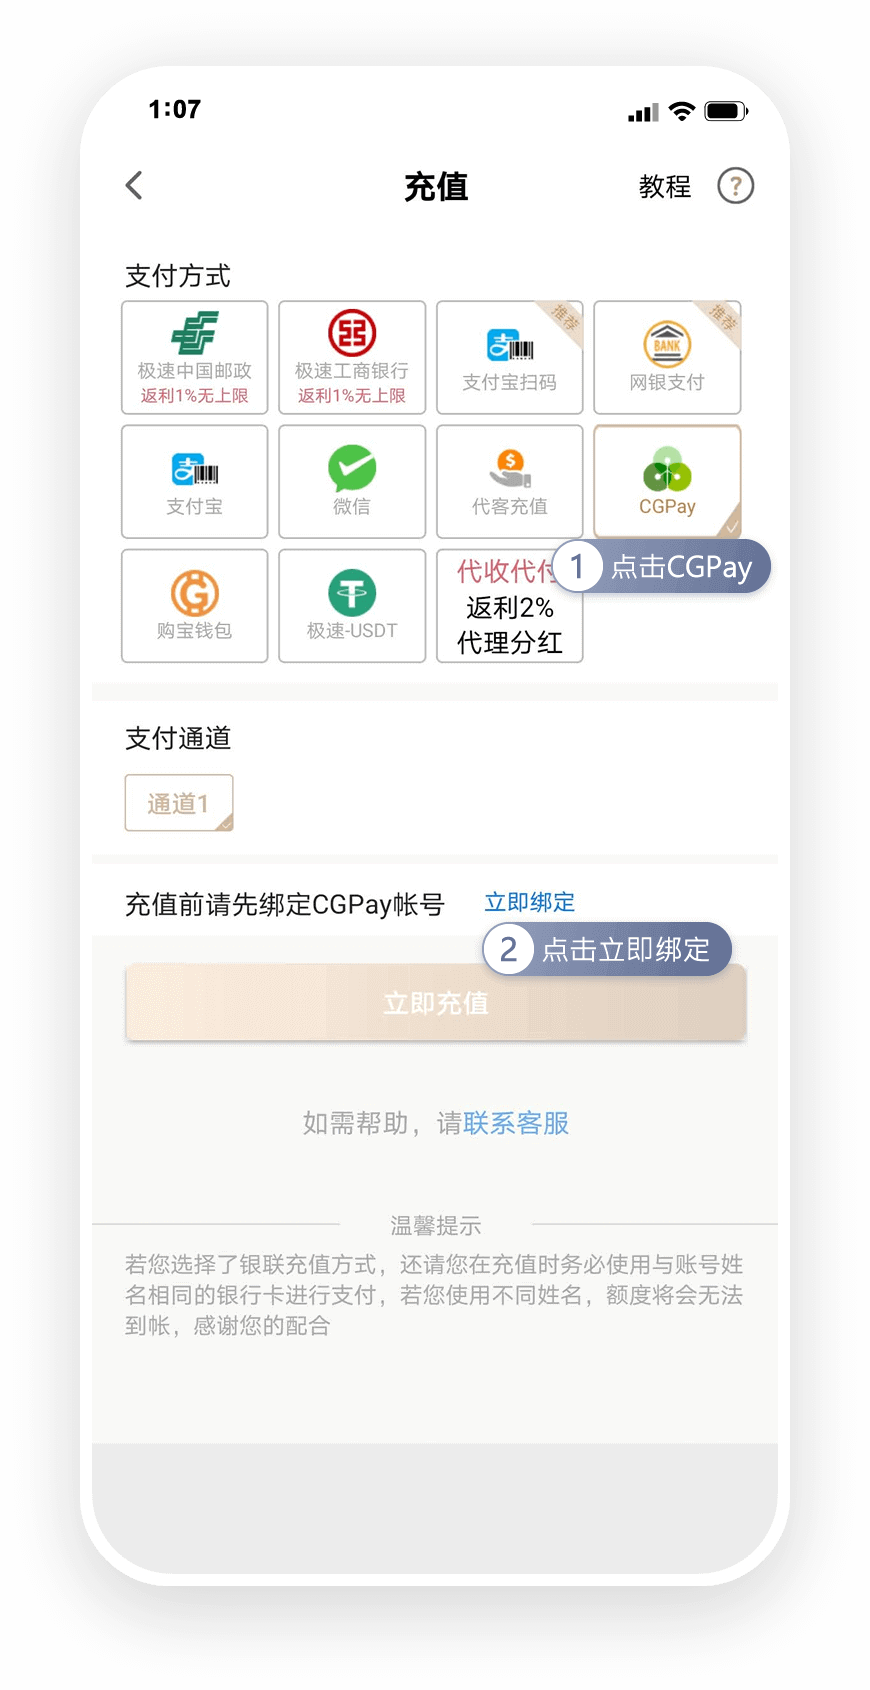 1:07
充值
教程
?
支付方式
极速中国邮政
返利1%无上限
极速工商银行
返利1%无上限
推荐
支付宝扫码
推荐
BANK
网银支付
支付宝
微信
$
代客充值
CGPay
1 点击CGPay
购宝钱包
极速-USDT
代收代付
返利2%
代理分红
支付通道
通道1
充值前请先绑定CGPay帐号
立即绑定
2 点击立即绑定
立即充值
如需帮助，请联系客服
温馨提示
若您选择了银联充值方式，还请您在充值时务必使用与账号姓
名相同的银行卡进行支付，若您使用不同姓名，额度将会无法
到帐，感谢您的配合